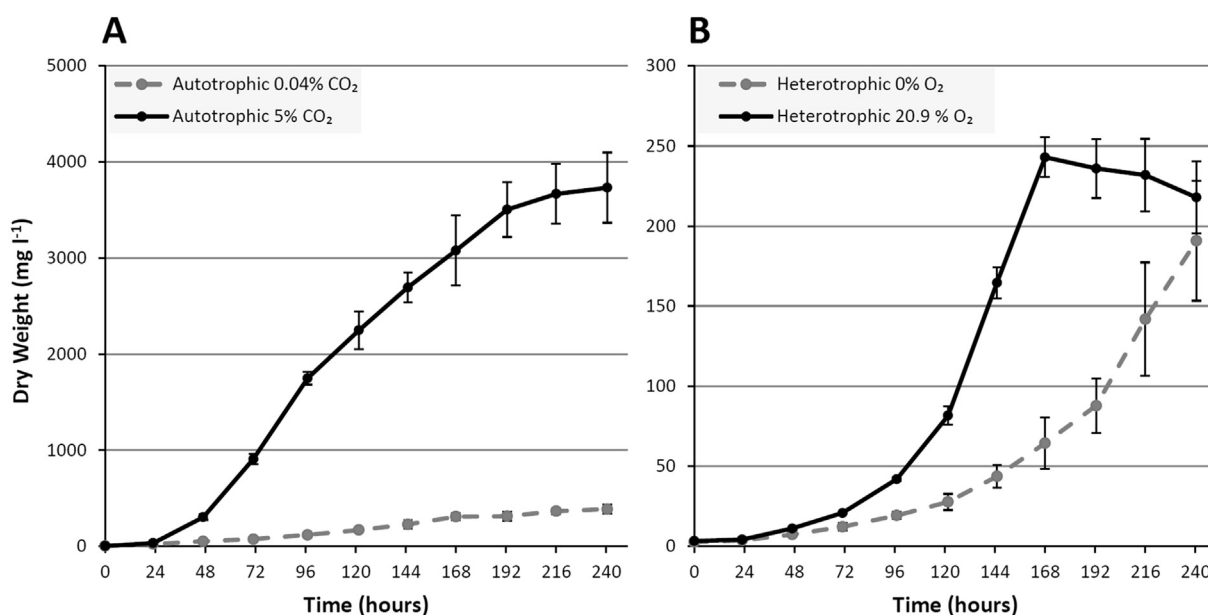 A
Autotrophic 0.04% CO₂
Autotrophic 5% CO₂
5000
4000
3000
2000
1000
0
Dry Weight (mg l⁻¹)
0 24 48 72 96 120 144 168 192 216 240
Time (hours)
B
Heterotrophic 0% O₂
Heterotrophic 20.9 % O₂
300
250
200
150
100
50
0
0 24 48 72 96 120 144 168 192 216 240
Time (hours)